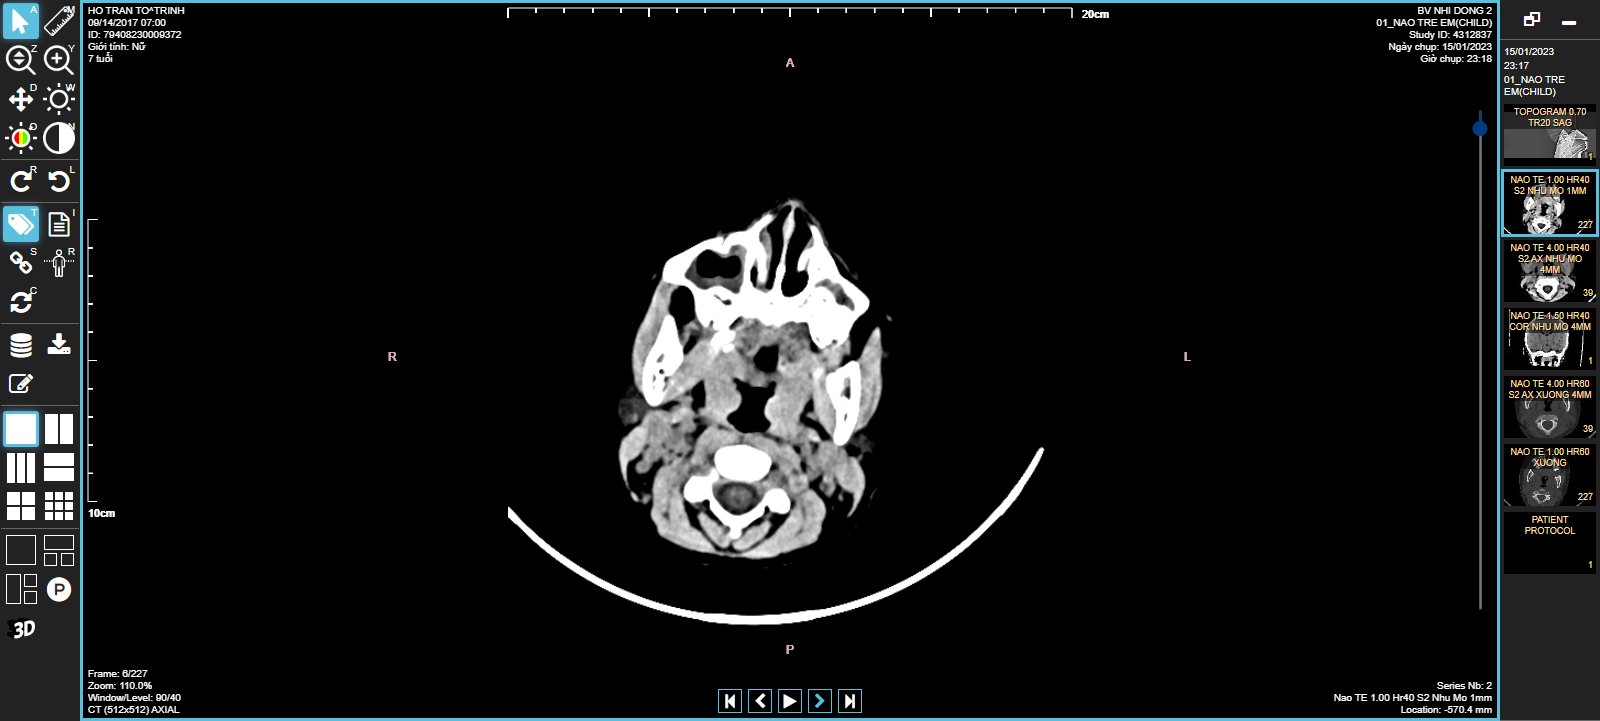 A
M
Z
Y
D
W
O
N
R
L
T
I
S
R
C
P
3D
HO TRAN TO^TRINH
09/14/2017 07:00
ID: 79408230009372
Giới tính: Nữ
7 tuổi
20cm
BV NHI DONG 2
01_NAO TRE EM(CHILD)
Study ID: 4312837
Ngày chụp: 15/01/2023
Giờ chụp: 23:18
A
R
L
P
10cm
Frame: 6/227
Zoom: 110.0%
Window/Level: 90/40
CT (512x512) AXIAL
Series Nb: 2
Nao TE 1.00 Hr40 S2 Nhu Mo 1mm
Location: -570.4 mm
15/01/2023
23:17
01_NAO TRE
EM(CHILD)
TOPOGRAM 0.70
TR20 SAG
1
NAO TE 1.00 HR40
S2 NHU MO 1MM
227
NAO TE 4.00 HR40
S2 AX NHU MO
4MM
39
NAO TE 1.50 HR40
COR NHU MO 4MM
1
NAO TE 4.00 HR60
S2 AX XUONG 4MM
39
NAO TE 1.00 HR60
XUONG
227
PATIENT
PROTOCOL
1